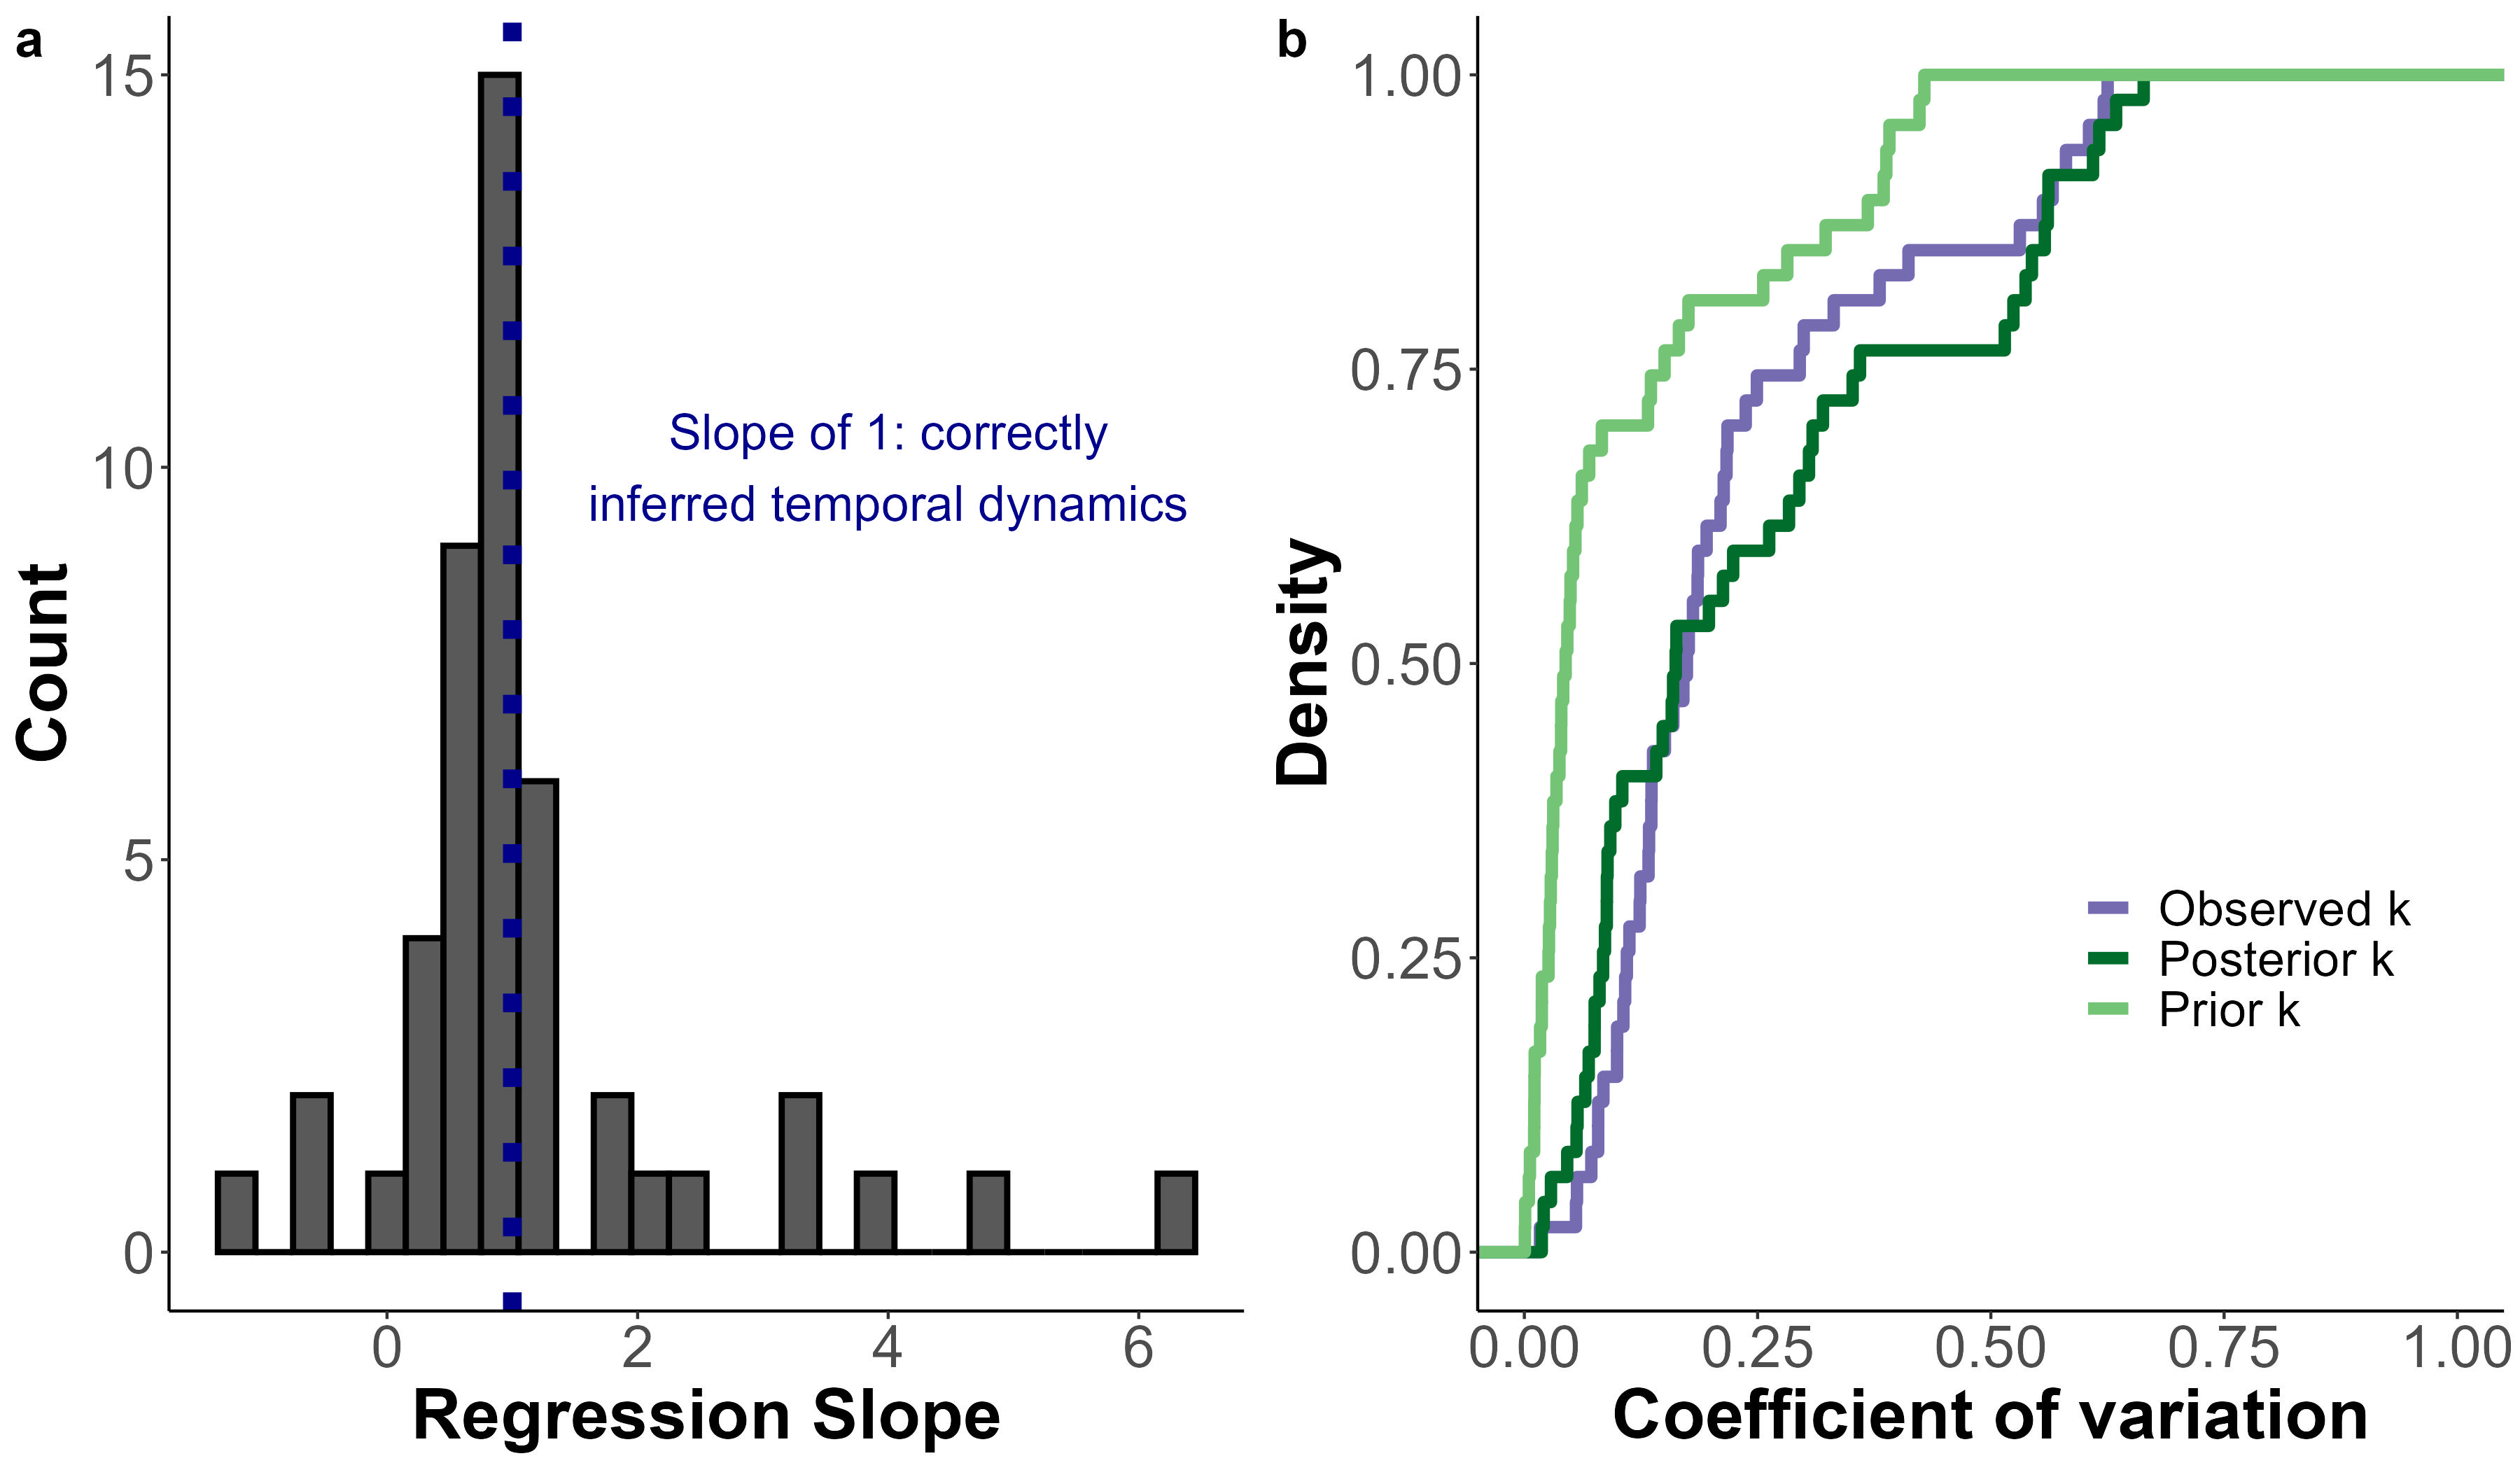 a
15
10
5
0
Count
0 2 4 6
Regression Slope
Slope of 1: correctly
inferred temporal dynamics
b
1.00
0.75
0.50
0.25
0.00
Density
0.00 0.25 0.50 0.75 1.00
Coefficient of variation
Observed k
Posterior k
Prior k